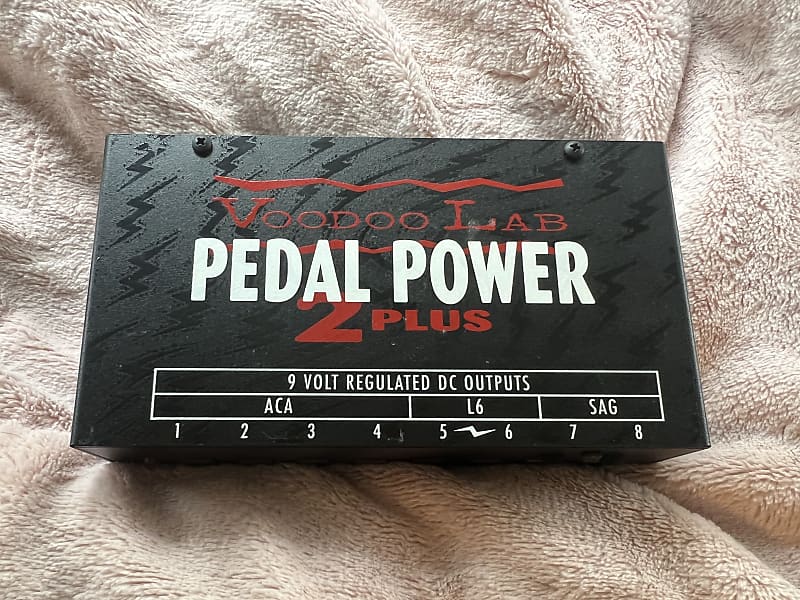 VOODOO LAB
PEDAL POWER
2 PLUS
9 VOLT REGULATED DC OUTPUTS
ACA L6 SAG
1 2 3 4 5 6 7 8